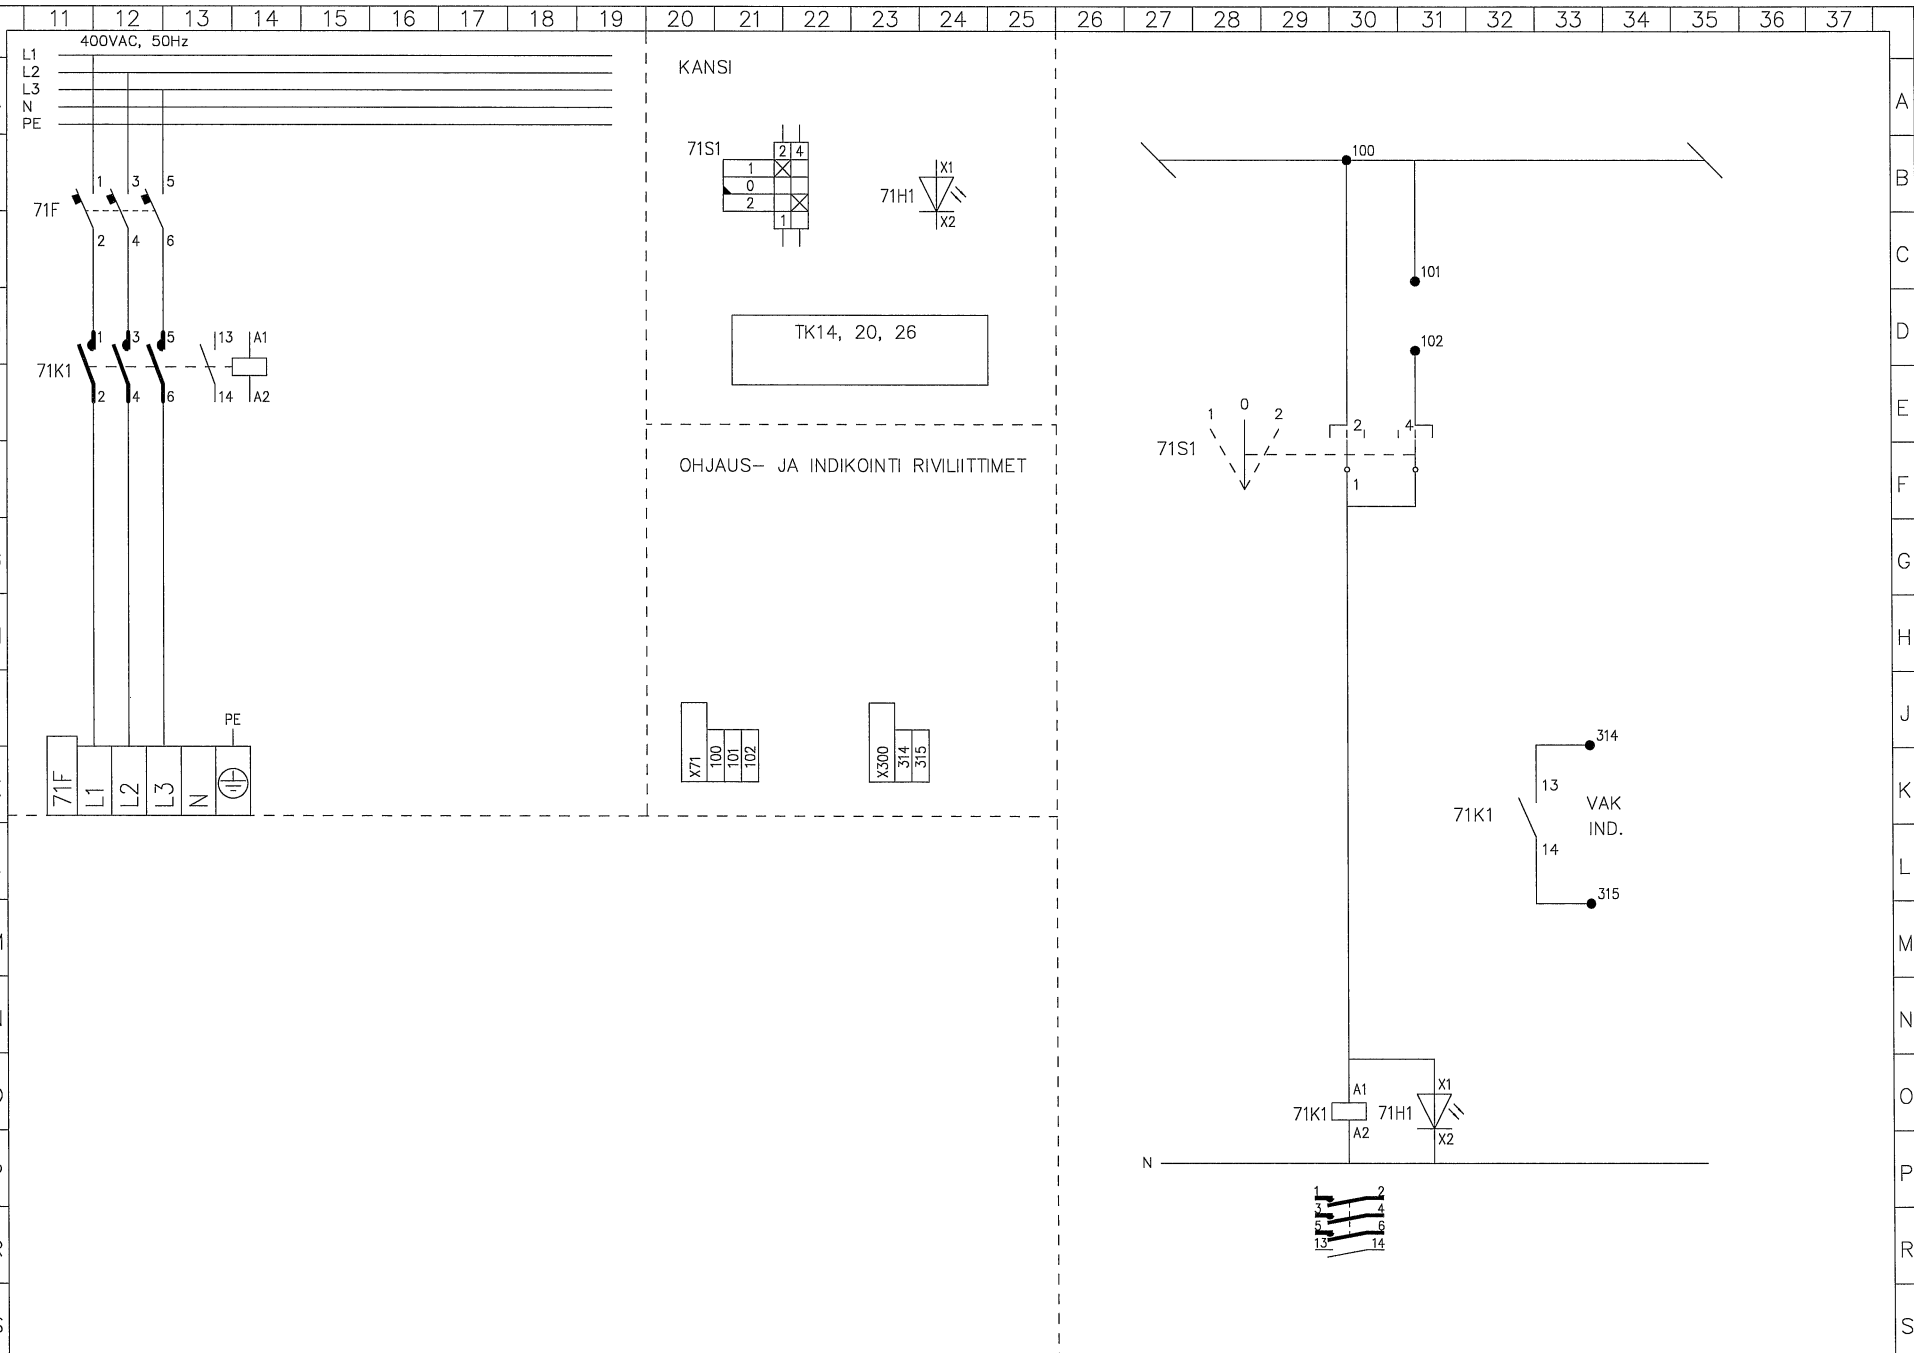 11 12 13 14 15 16 17 18 19 20 21 22 23 24 25 26 27 28 29 30 31 32 33 34 35 36 37
400VAC, 50Hz
L1
L2
L3
N
PE
71F
1 3 5
2 4 6
71K1
1 3 5 13 A1
2 4 6 14 A2
PE
71F L1 L2 L3 N
KANSI
71S1
2 4
1
0
2
1
71H1
X1
X2
TK14, 20, 26
OHJAUS- JA INDIKOINTI RIVILIITTIMET
X71 100 101 102
X300 314 315
100
101
102
71S1
1 0 2
2 4
1
314
13
71K1
VAK
IND.
14
315
A1
71K1
A2
X1
71H1
X2
N
1 2
3 4
5 6
13 14
A
B
C
D
E
F
G
H
J
K
L
M
N
O
P
R
S